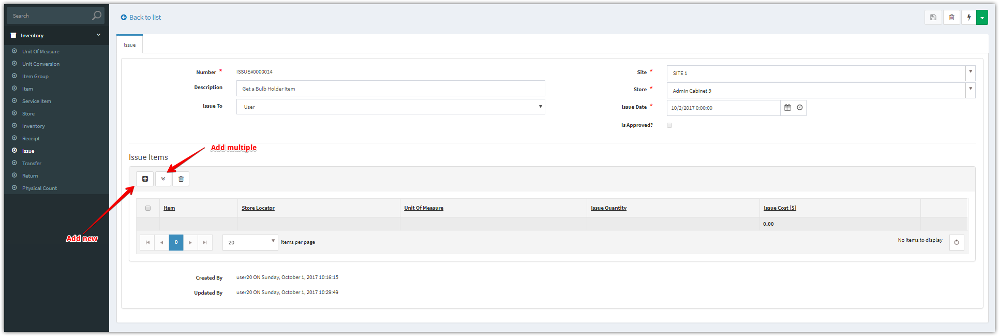 Search
Back to list
Inventory
Unit Of Measure
Unit Conversion
Item Group
Item
Service Item
Store
Inventory
Receipt
Issue
Transfer
Return
Physical Count
Issue
Number * ISSUE#0000014
Description Get a Bulb Holder Item
Issue To User
Site * SITE 1
Store * Admin Cabinet 9
Issue Date * 10/2/2017 0:00:00
Is Approved?
Add multiple
Issue Items
Add new
Item Store Locator Unit Of Measure Issue Quantity Issue Cost [$]
0.00
0 20 items per page No items to display
Created By user20 ON Sunday, October 1, 2017 10:16:15
Updated By user20 ON Sunday, October 1, 2017 10:29:49